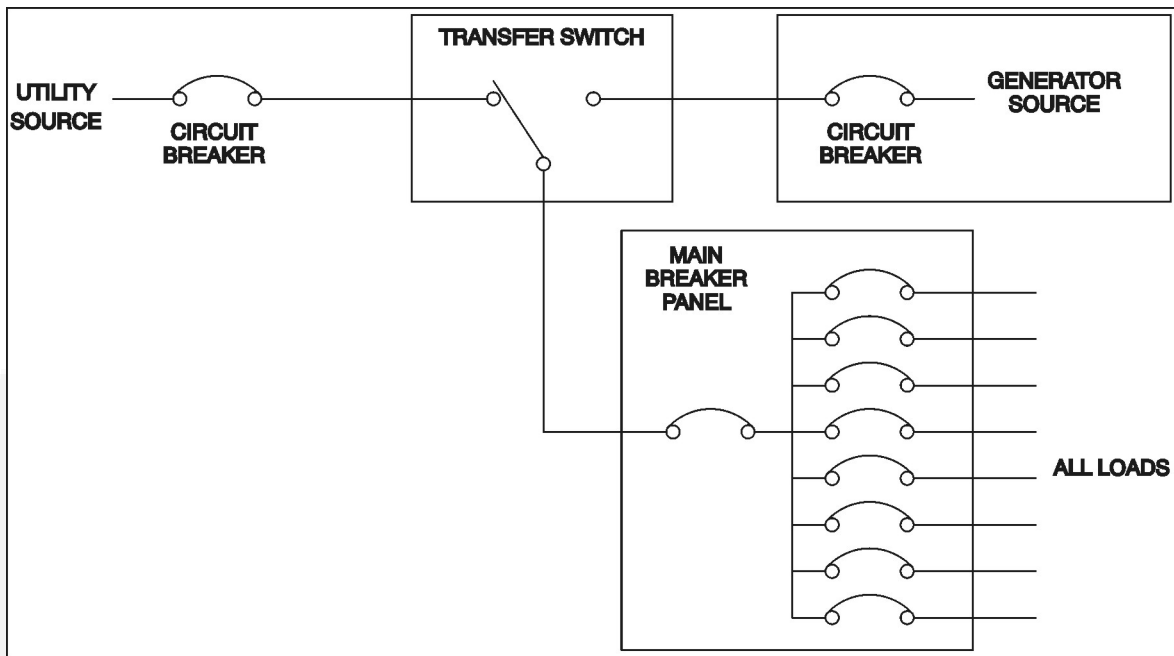 TRANSFER SWITCH
UTILITY
SOURCE
CIRCUIT
BREAKER
GENERATOR
SOURCE
CIRCUIT
BREAKER
MAIN
BREAKER
PANEL
ALL LOADS